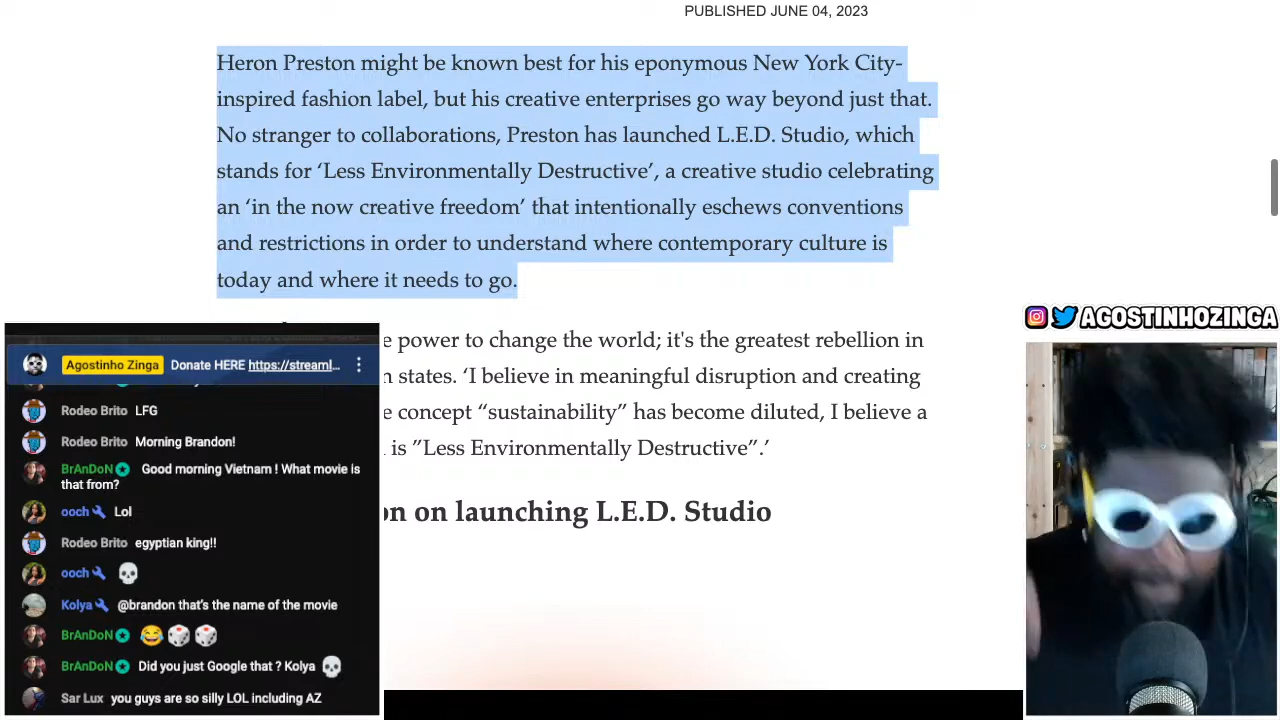 PUBLISHED JUNE 04, 2023
Heron Preston might be known best for his eponymous New York City-
inspired fashion label, but his creative enterprises go way beyond just that.
No stranger to collaborations, Preston has launched L.E.D. Studio, which
stands for ‘Less Environmentally Destructive’, a creative studio celebrating
an ‘in the now creative freedom’ that intentionally eschews conventions
and restrictions in order to understand where contemporary culture is
today and where it needs to go.
e power to change the world; it's the greatest rebellion in
n states. ‘I believe in meaningful disruption and creating
e concept “sustainability” has become diluted, I believe a
is ”Less Environmentally Destructive”.’
on on launching L.E.D. Studio
Agostinho Zinga Donate HERE https://streaml...
Rodeo Brito LFG
Rodeo Brito Morning Brandon!
BrAnDoN Good morning Vietnam ! What movie is
that from?
ooch Lol
Rodeo Brito egyptian king!!
ooch
Kolya @brandon that's the name of the movie
BrAnDoN
BrAnDoN Did you just Google that ? Kolya
Sar Lux you guys are so silly LOL including AZ
AGOSTINHOZINGA